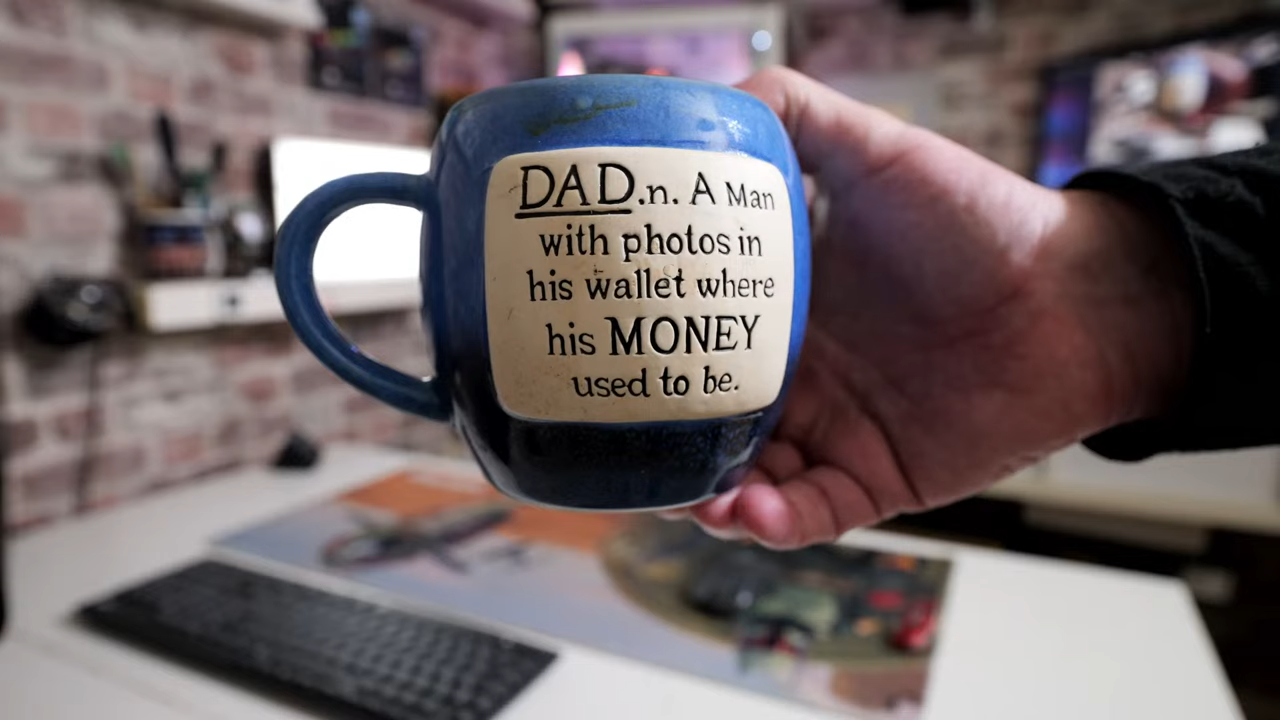 DAD.n. A Man
with photos in
his wallet where
his MONEY
used to be.